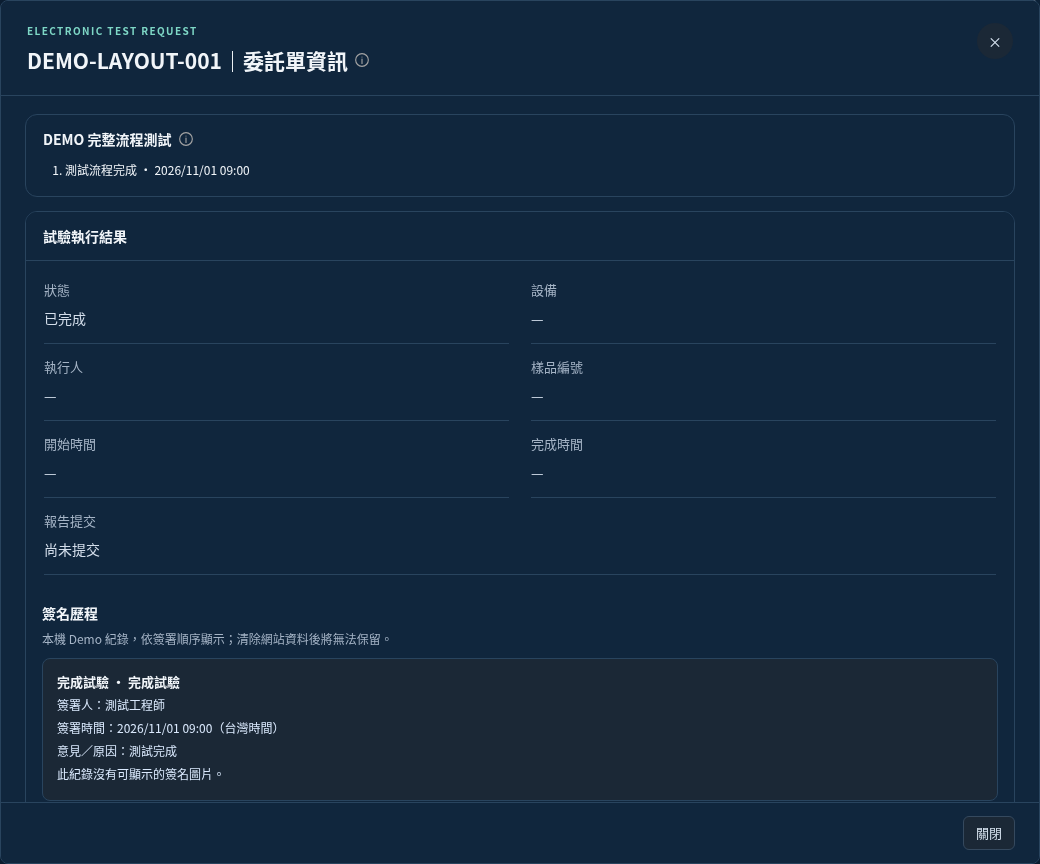 ELECTRONIC TEST REQUEST
DEMO-LAYOUT-001｜委託單資訊
DEMO 完整流程測試
1. 測試流程完成 ・ 2026/11/01 09:00
試驗執行結果
狀態
設備
已完成
—
執行人
樣品編號
—
—
開始時間
完成時間
—
—
報告提交
尚未提交
簽名歷程
本機 Demo 紀錄，依簽署順序顯示；清除網站資料後將無法保留。
完成試驗 ・ 完成試驗
簽署人：測試工程師
簽署時間：2026/11/01 09:00（台灣時間）
意見／原因：測試完成
此紀錄沒有可顯示的簽名圖片。
關閉